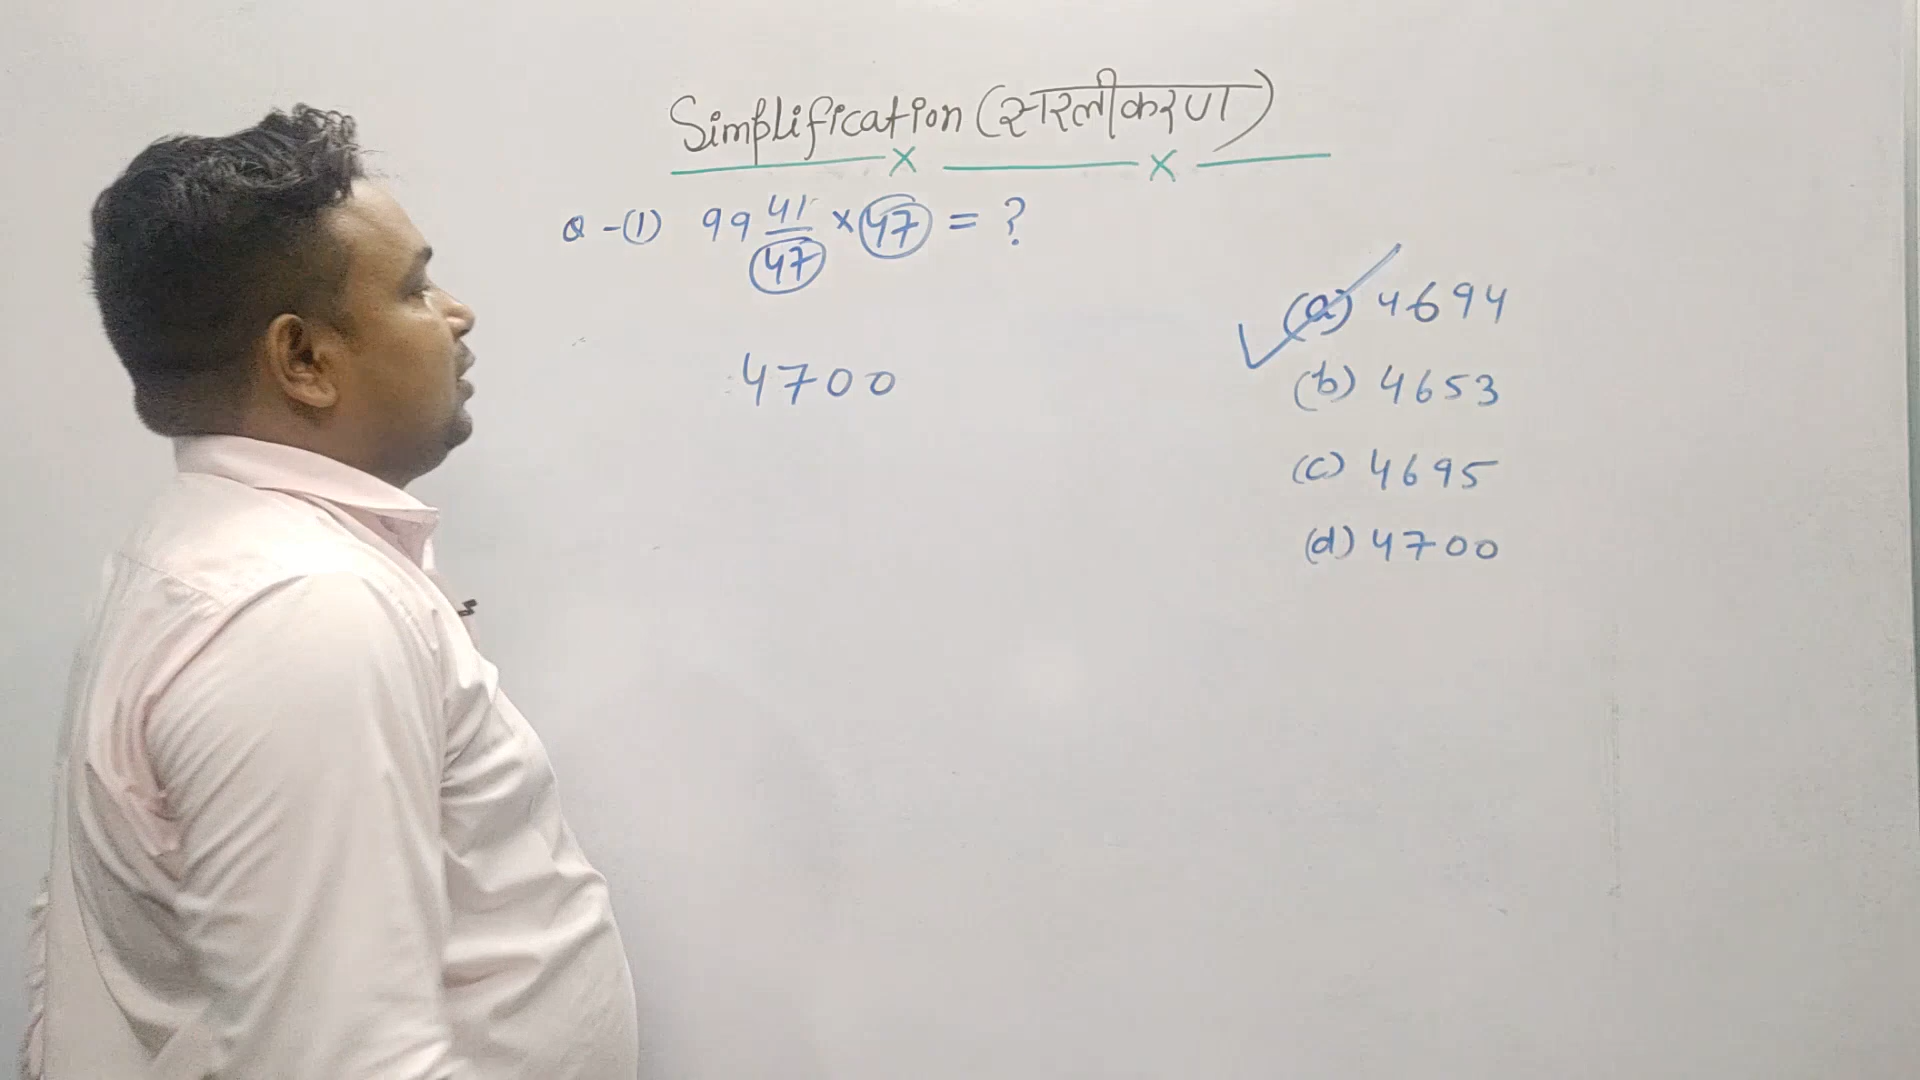 Simplification (सरलीकरण)
Q-(1) 99 41/47 × 47 = ?
4700
(a) 4694
(b) 4653
(c) 4695
(d) 4700